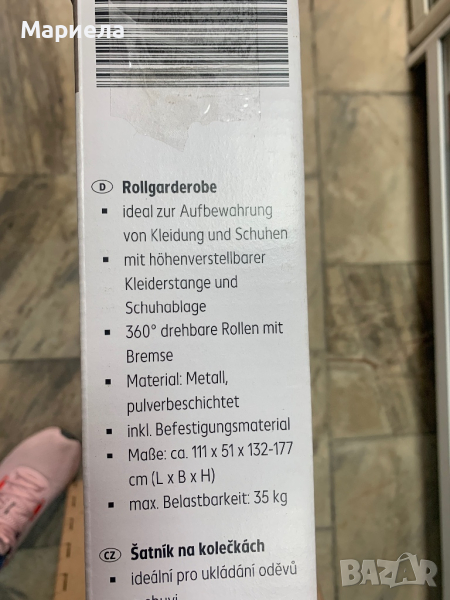 Мариела
D Rollgarderobe
▪ ideal zur Aufbewahrung
von Kleidung und Schuhen
▪ mit höhenverstellbarer
Kleiderstange und
Schuhablage
▪ 360° drehbare Rollen mit
Bremse
▪ Material: Metall,
pulverbeschichtet
▪ inkl. Befestigungsmaterial
▪ Maße: ca. 111 x 51 x 132-177
cm (L x B x H)
▪ max. Belastbarkeit: 35 kg
CZ Šatník na kolečkách
▪ ideální pro ukládání oděvů
BAZAR